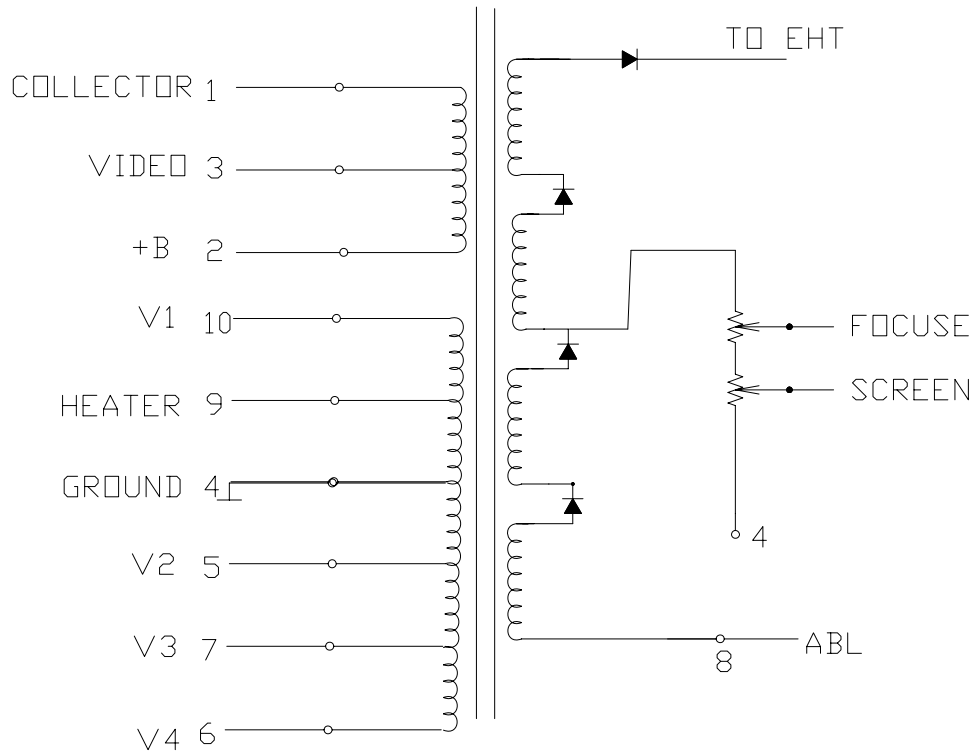 TO EHT
COLLECTOR 1
VIDEO 3
+B 2
V1 10
FOCUSE
SCREEN
HEATER 9
GROUND 4
4
V2 5
V3 7
ABL
8
V4 6